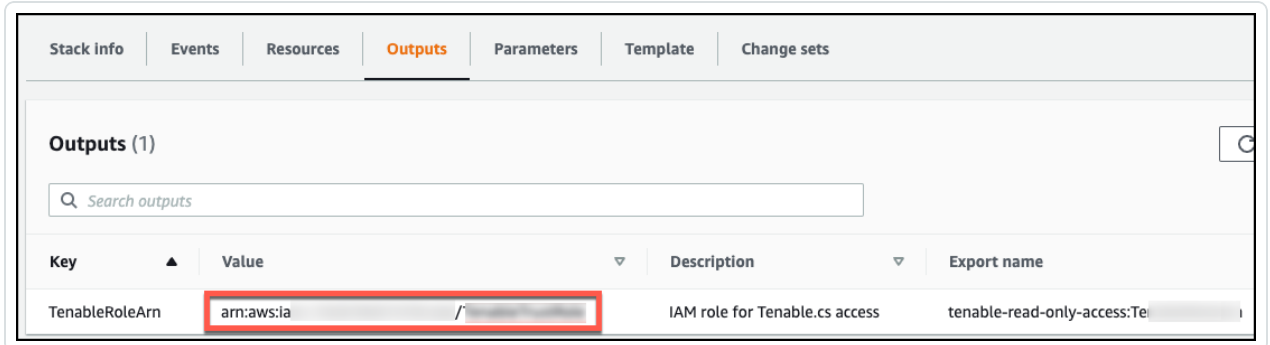 Stack info Events Resources Outputs Parameters Template Change sets
Outputs (1)
Search outputs
Key Value Description Export name
TenableRoleArn arn:aws:ia / IAM role for Tenable.cs access tenable-read-only-access:Te